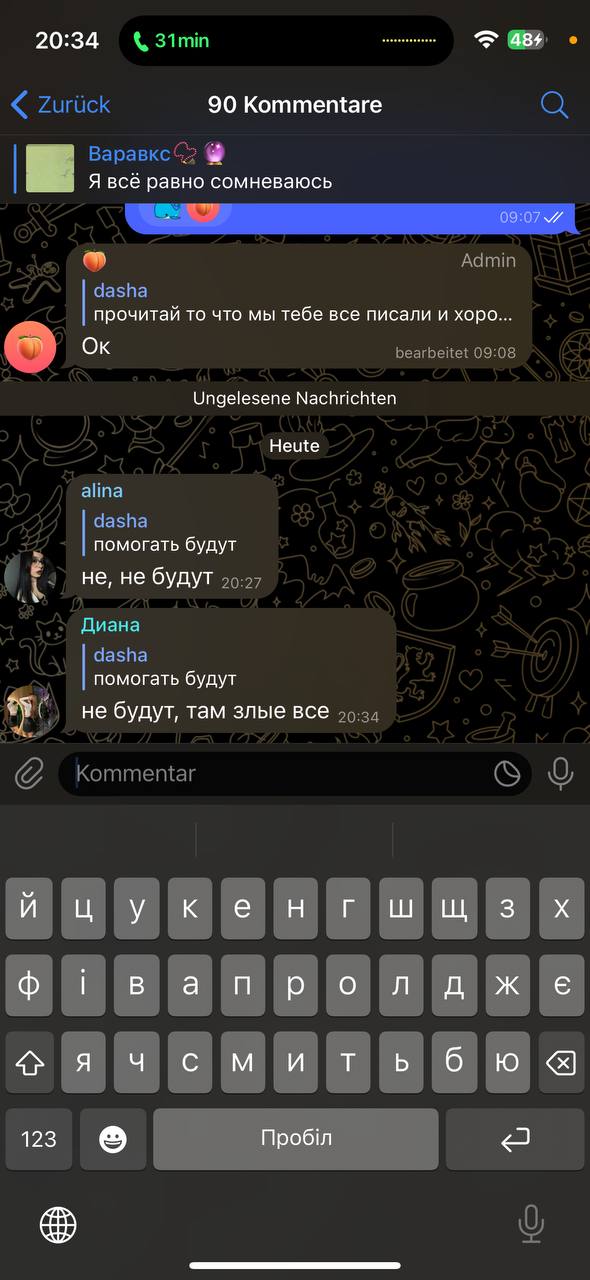 20:34
31min
48
Zurück
90 Kommentare
Варавкс
Я всё равно сомневаюсь
09:07
Admin
dasha
прочитай то что мы тебе все писали и хоро...
Ок
bearbeitet 09:08
Ungelesene Nachrichten
Heute
alina
dasha
помогать будут
не, не будут 20:27
Диана
dasha
помогать будут
не будут, там злые все 20:34
Kommentar
й ц у к е н г ш щ з х
ф і в а п р о л д ж є
я ч с м и т ь б ю
123
Пробіл